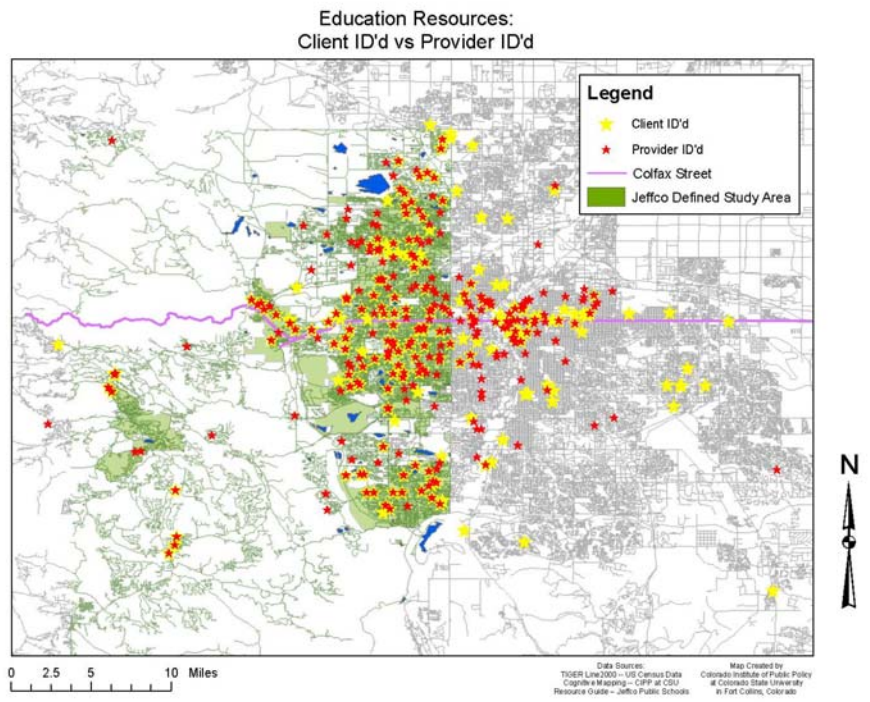 Education Resources:
Client ID'd vs Provider ID'd
Legend
Client ID'd
Provider ID'd
Colfax Street
Jeffco Defined Study Area
N
0 2.5 5 10 Miles
Data Sources:
TIGER Line2000 -- US Census Data
Cognitive Mapping -- CIPP at CSU
Resource Guide -- Jeffco Public Schools
Map Created by
Colorado Institute of Public Policy
at Colorado State University
in Fort Collins, Colorado